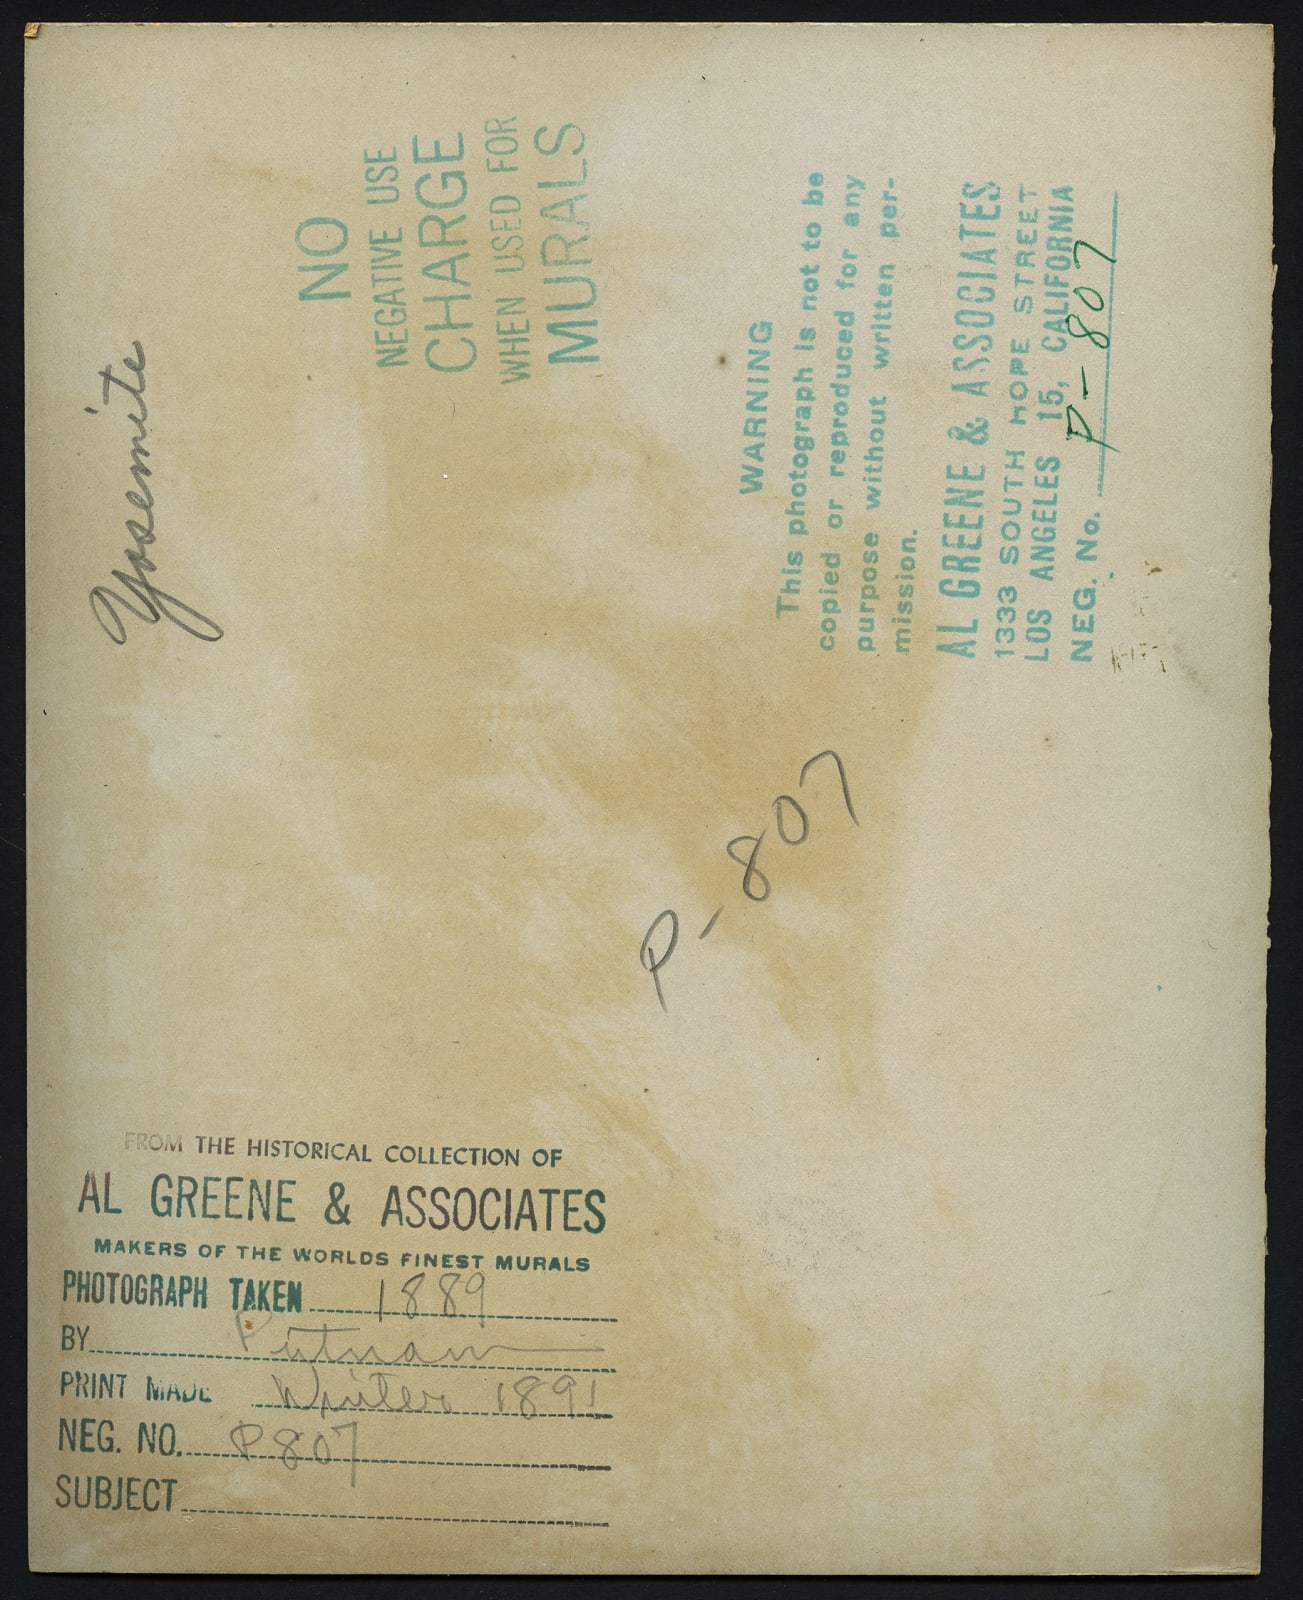 Yosemite
NO
NEGATIVE USE
CHARGE
WHEN USED FOR
MURALS
WARNING
This photograph is not to be
copied or reproduced for any
purpose without written per-
mission.
AL GREENE & ASSOCIATES
1333 SOUTH HOPE STREET
LOS ANGELES 15, CALIFORNIA
NEG. No. P-807
P-807
FROM THE HISTORICAL COLLECTION OF
AL GREENE & ASSOCIATES
MAKERS OF THE WORLDS FINEST MURALS
PHOTOGRAPH TAKEN 1889
BY Putnam
PRINT MADE Winter 1891
NEG. NO. P807
SUBJECT